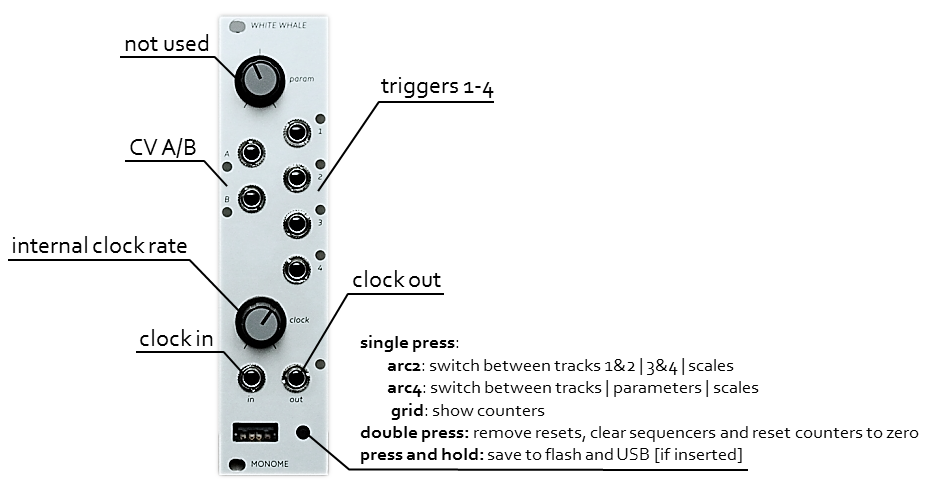 WHITE WHALE
not used
param
triggers 1-4
1
CV A/B
A
2
B
3
internal clock rate
4
clock out
clock
clock in
single press:
arc2: switch between tracks 1&2 | 3&4 | scales
arc4: switch between tracks | parameters | scales
in
out
grid: show counters
double press: remove resets, clear sequencers and reset counters to zero
press and hold: save to flash and USB [if inserted]
MONOME